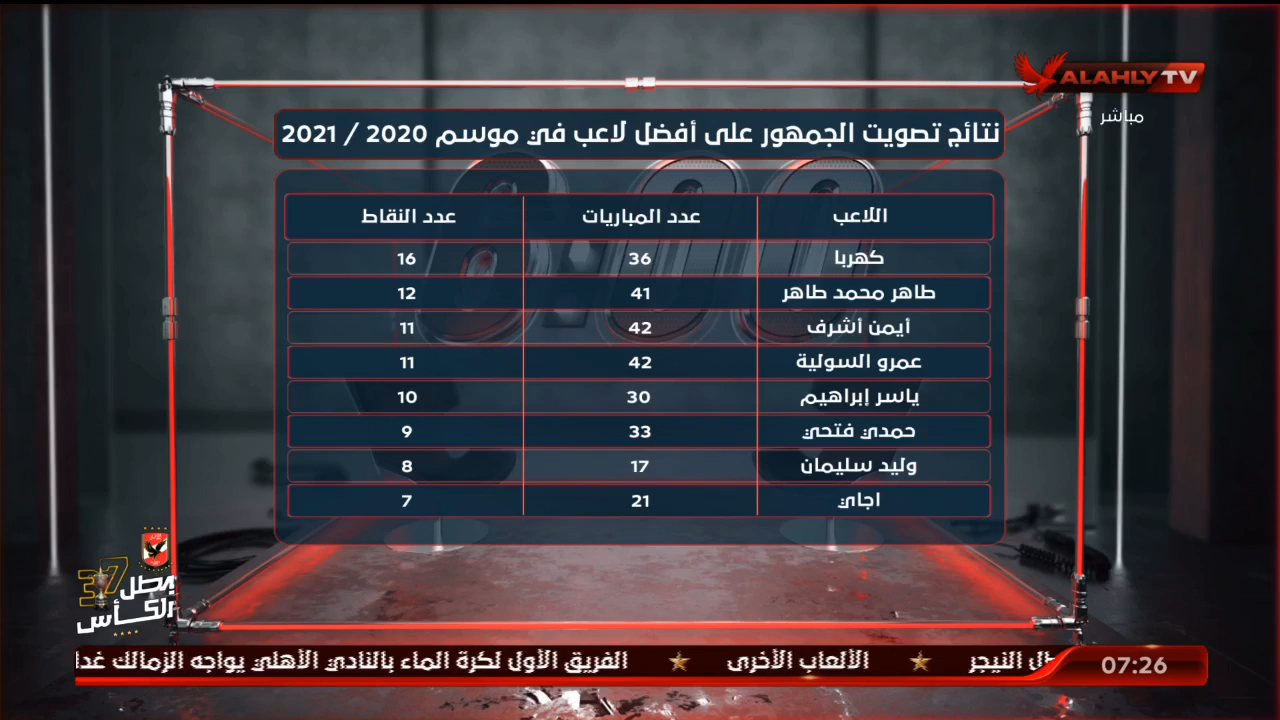 ALAHLY TV
مباشر
نتائج تصويت الجمهور على أفضل لاعب في موسم 2020 / 2021
اللاعب عدد المباريات عدد النقاط
كهربا 36 16
طاهر محمد طاهر 41 12
أيمن أشرف 42 11
عمرو السولية 42 11
ياسر إبراهيم 30 10
حمدي فتحي 33 9
وليد سليمان 17 8
اجاي 21 7
37
بطل
الكأس
النيجر ★ الألعاب الأخرى ★ الفريق الأول لكرة الماء بالنادي الأهلي يواجه الزمالك غدا
07:26